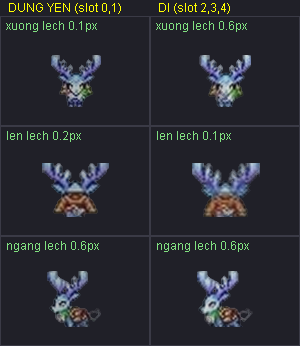 DUNG YEN (slot 0,1) DI (slot 2,3,4)
xuong lech 0.1px xuong lech 0.6px
len lech 0.2px len lech 0.1px
ngang lech 0.6px ngang lech 0.6px